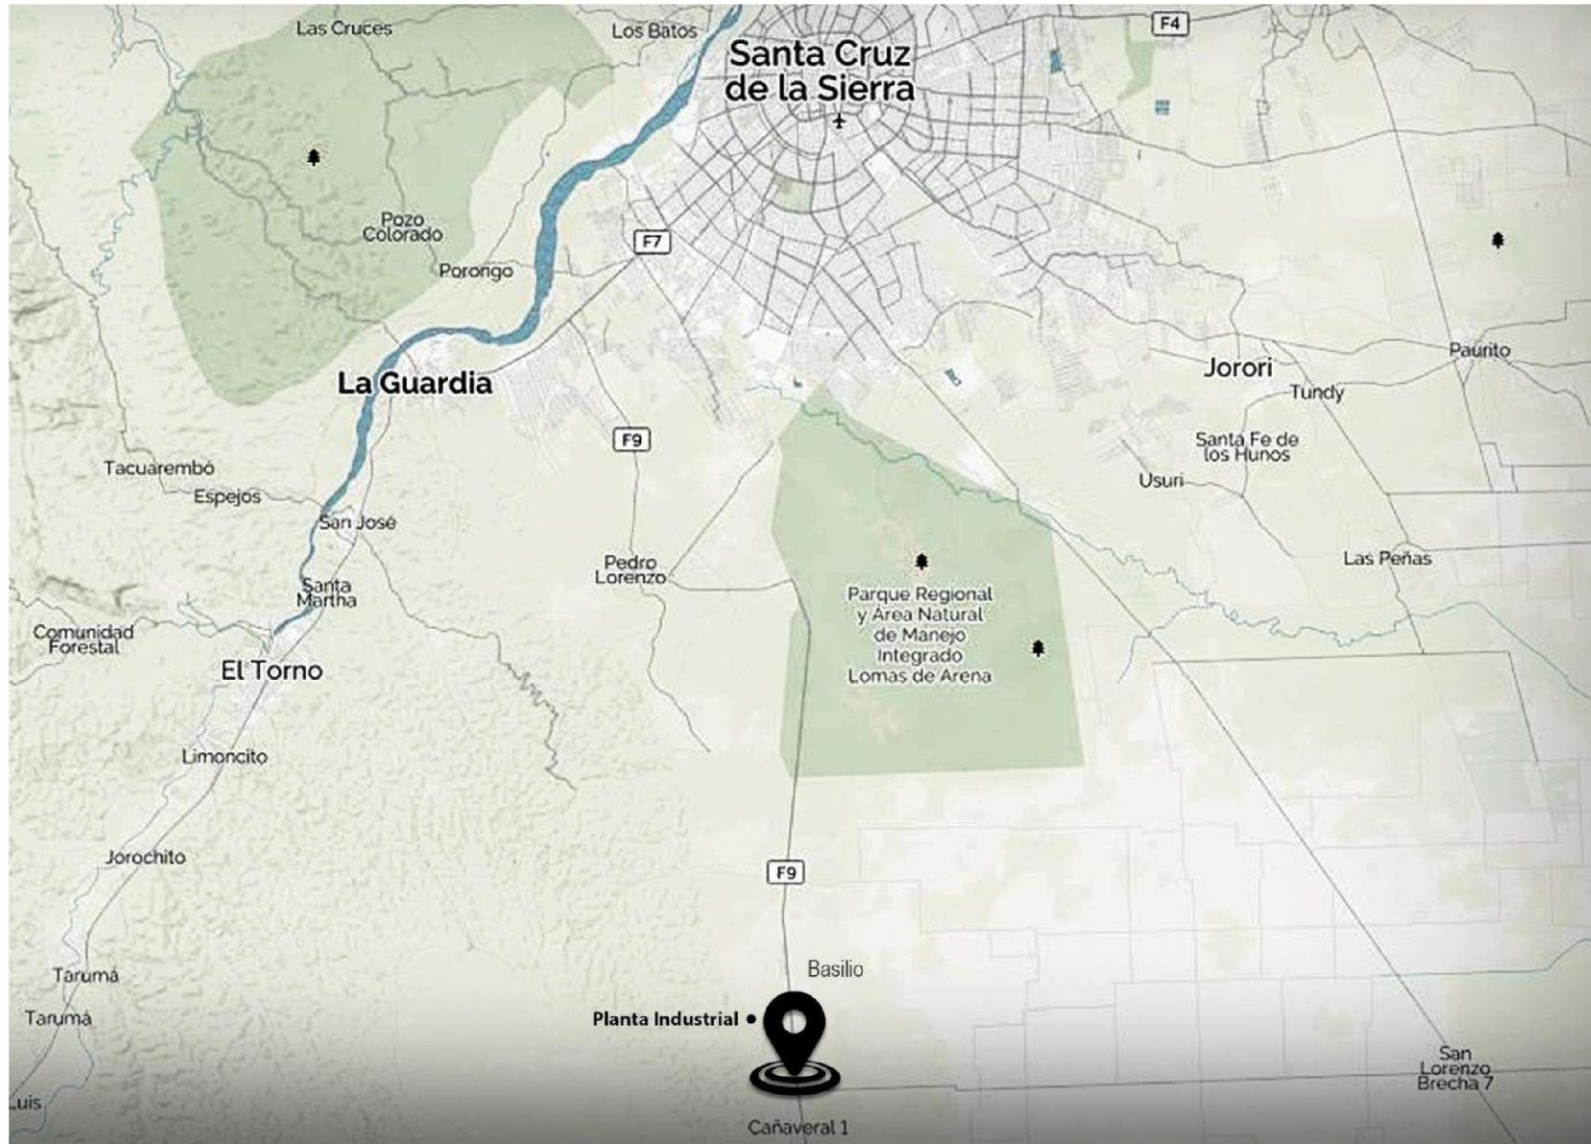 Las Cruces
Los Batos
F4
Santa Cruz
de la Sierra
Pozo
Colorado
F7
Porongo
Paurito
Jorori
La Guardia
Tundy
F9
Santa Fe de
los Hunos
Tacuarembó
Usuri
Espejos
San José
Las Peñas
Pedro
Lorenzo
Santa
Martha
Parque Regional
y Área Natural
de Manejo
Integrado
Lomas de Arena
Comunidad
Forestal
El Torno
Limoncito
Jorochito
F9
Basilio
Tarumá
Planta Industrial
Tarumá
San
Lorenzo
Brecha 7
Luis
Cañaveral 1